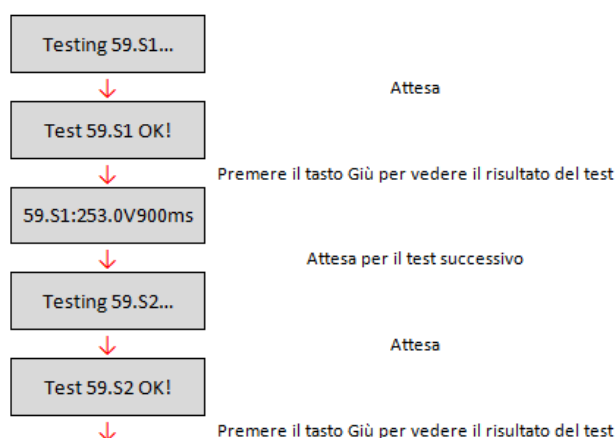 Testing 59.S1...
Attesa
Test 59.S1 OK!
Premere il tasto Giù per vedere il risultato del test
59.S1:253.0V900ms
Attesa per il test successivo
Testing 59.S2...
Attesa
Test 59.S2 OK!
Premere il tasto Giù per vedere il risultato del test